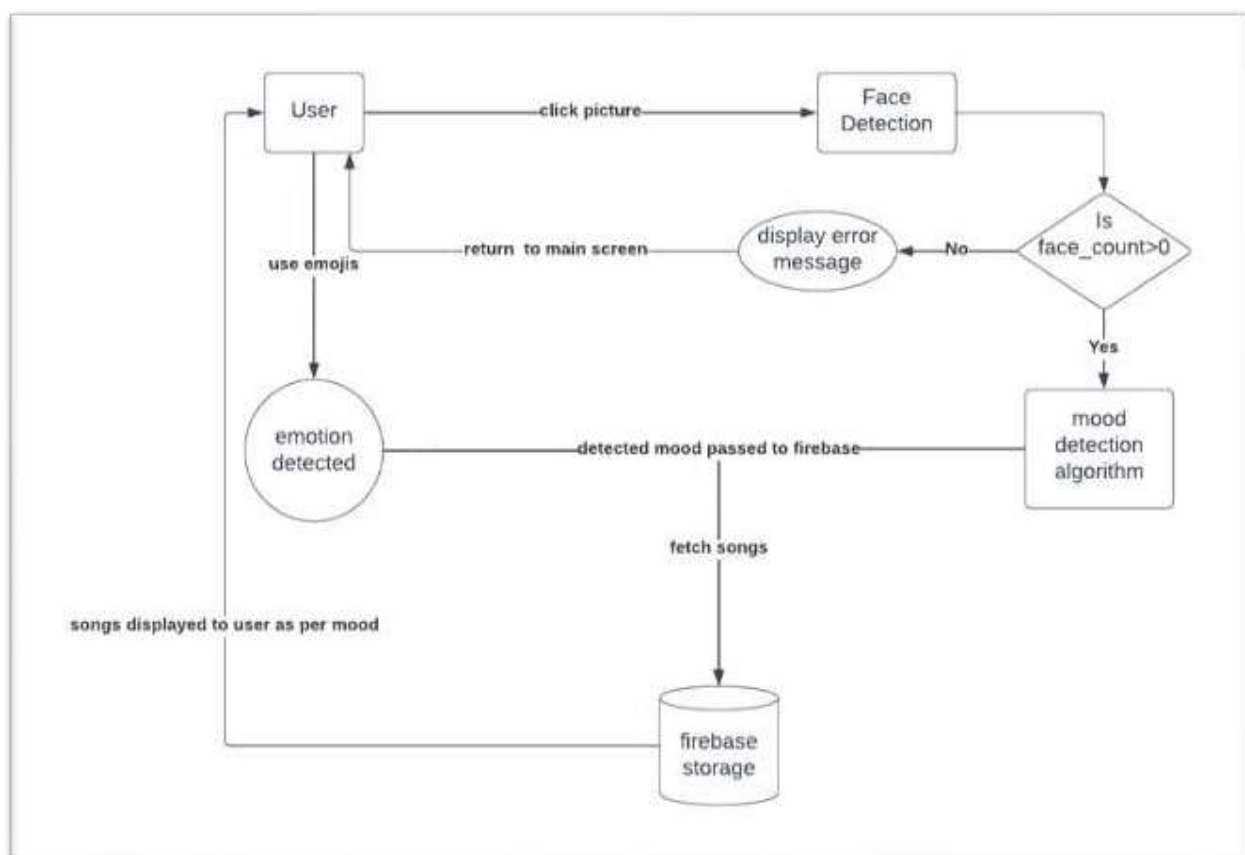 User
click picture
Face
Detection
Is
face_count>0
display error
message
No
return to main screen
use emojis
Yes
emotion
detected
detected mood passed to firebase
mood
detection
algorithm
fetch songs
songs displayed to user as per mood
firebase
storage